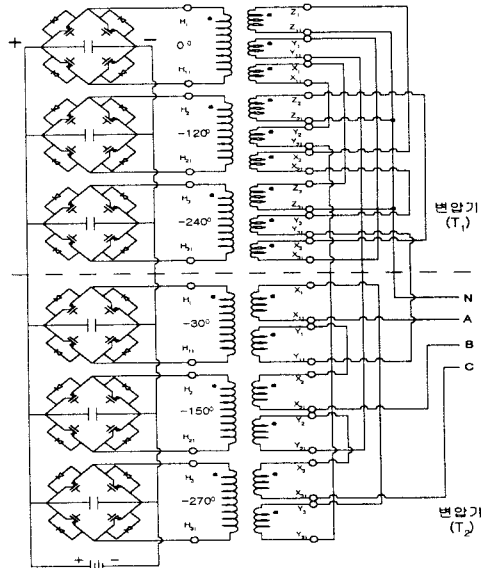 + −
H₁ Z₁
0° Z₁₁
Y₁
Y₁₁
X₁
H₁₁ X₁₁
H₂ Z₂
−120° Z₂₁
Y₂
Y₂₁
X₂
H₂₁ X₂₁
H₃ Z₃
−240° Z₃₁
Y₃
Y₃₁
X₃
H₃₁ X₃₁
변압기
(T₁)
H₁ X₁
N
−30° X₁₁
A
Y₁
H₁₁ Y₁₁
B
H₂ X₂
C
−150° X₂₁
Y₂
H₂₁ Y₂₁
H₃ X₃
−270° X₃₁
Y₃
변압기
(T₂)
H₃₁ Y₃₁
+ −